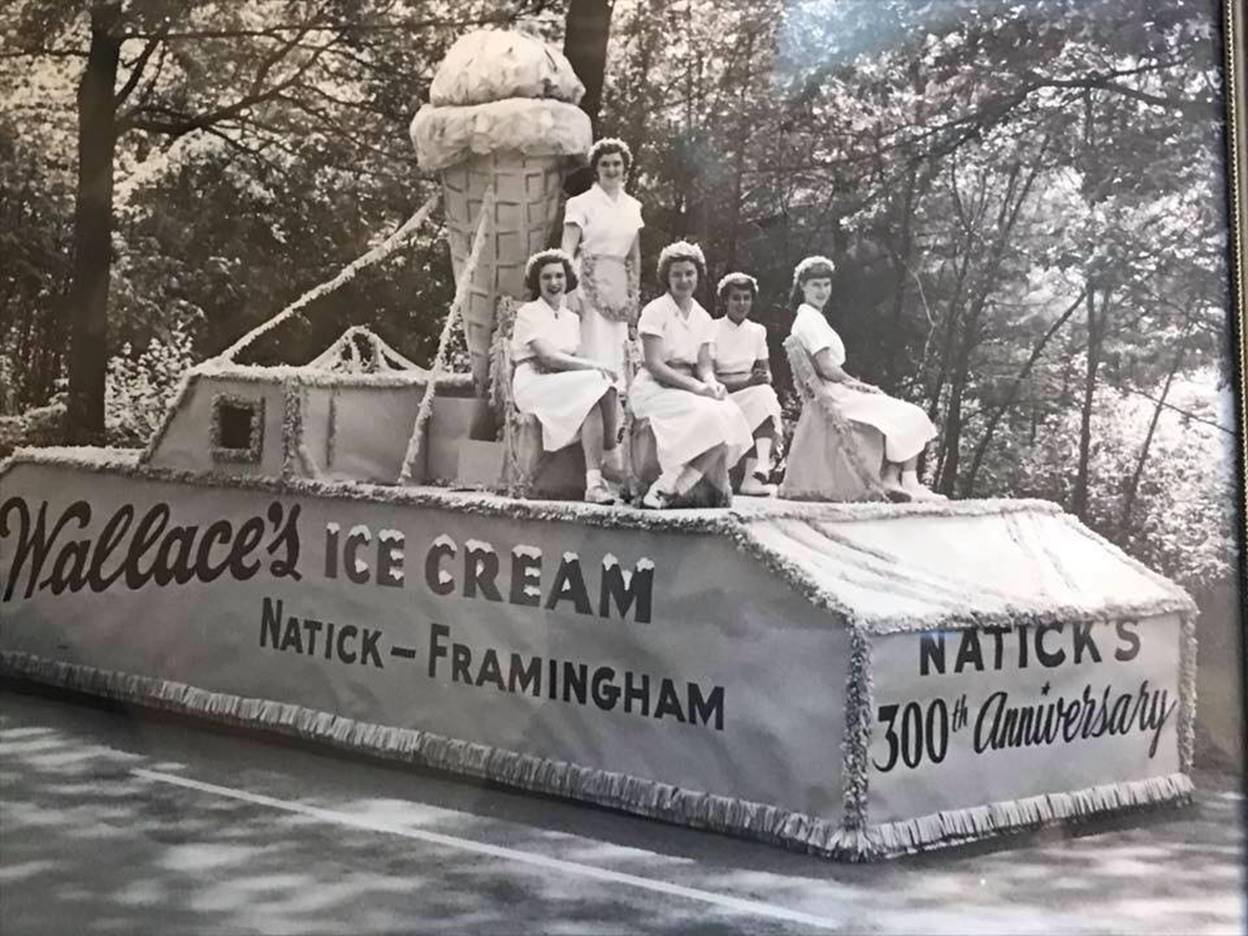 Wallace's ICE CREAM
NATICK - FRAMINGHAM
NATICK'S
300th Anniversary